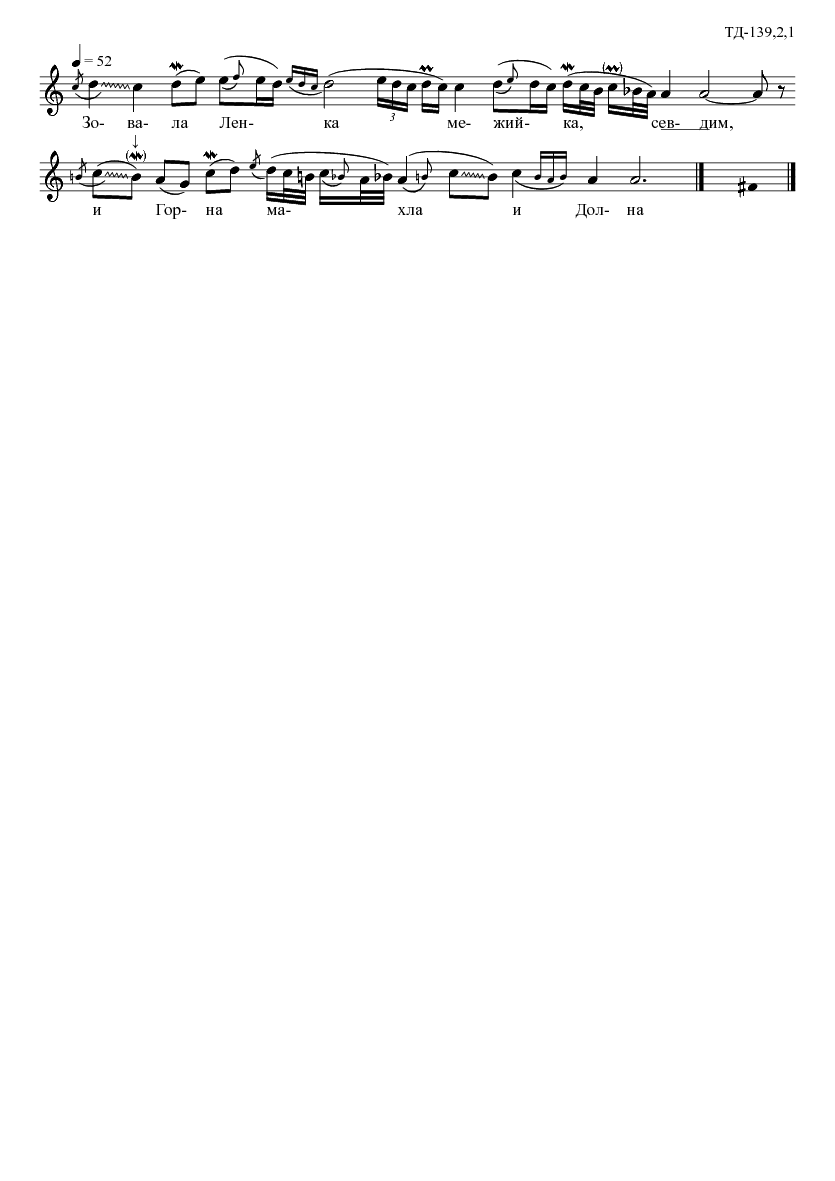 ТД-139,2,1
= 52
Зо- ва- ла Лен- ка ме- жий- ка, сев- дим,
3
и Гор- на ма- хла и Дол- на